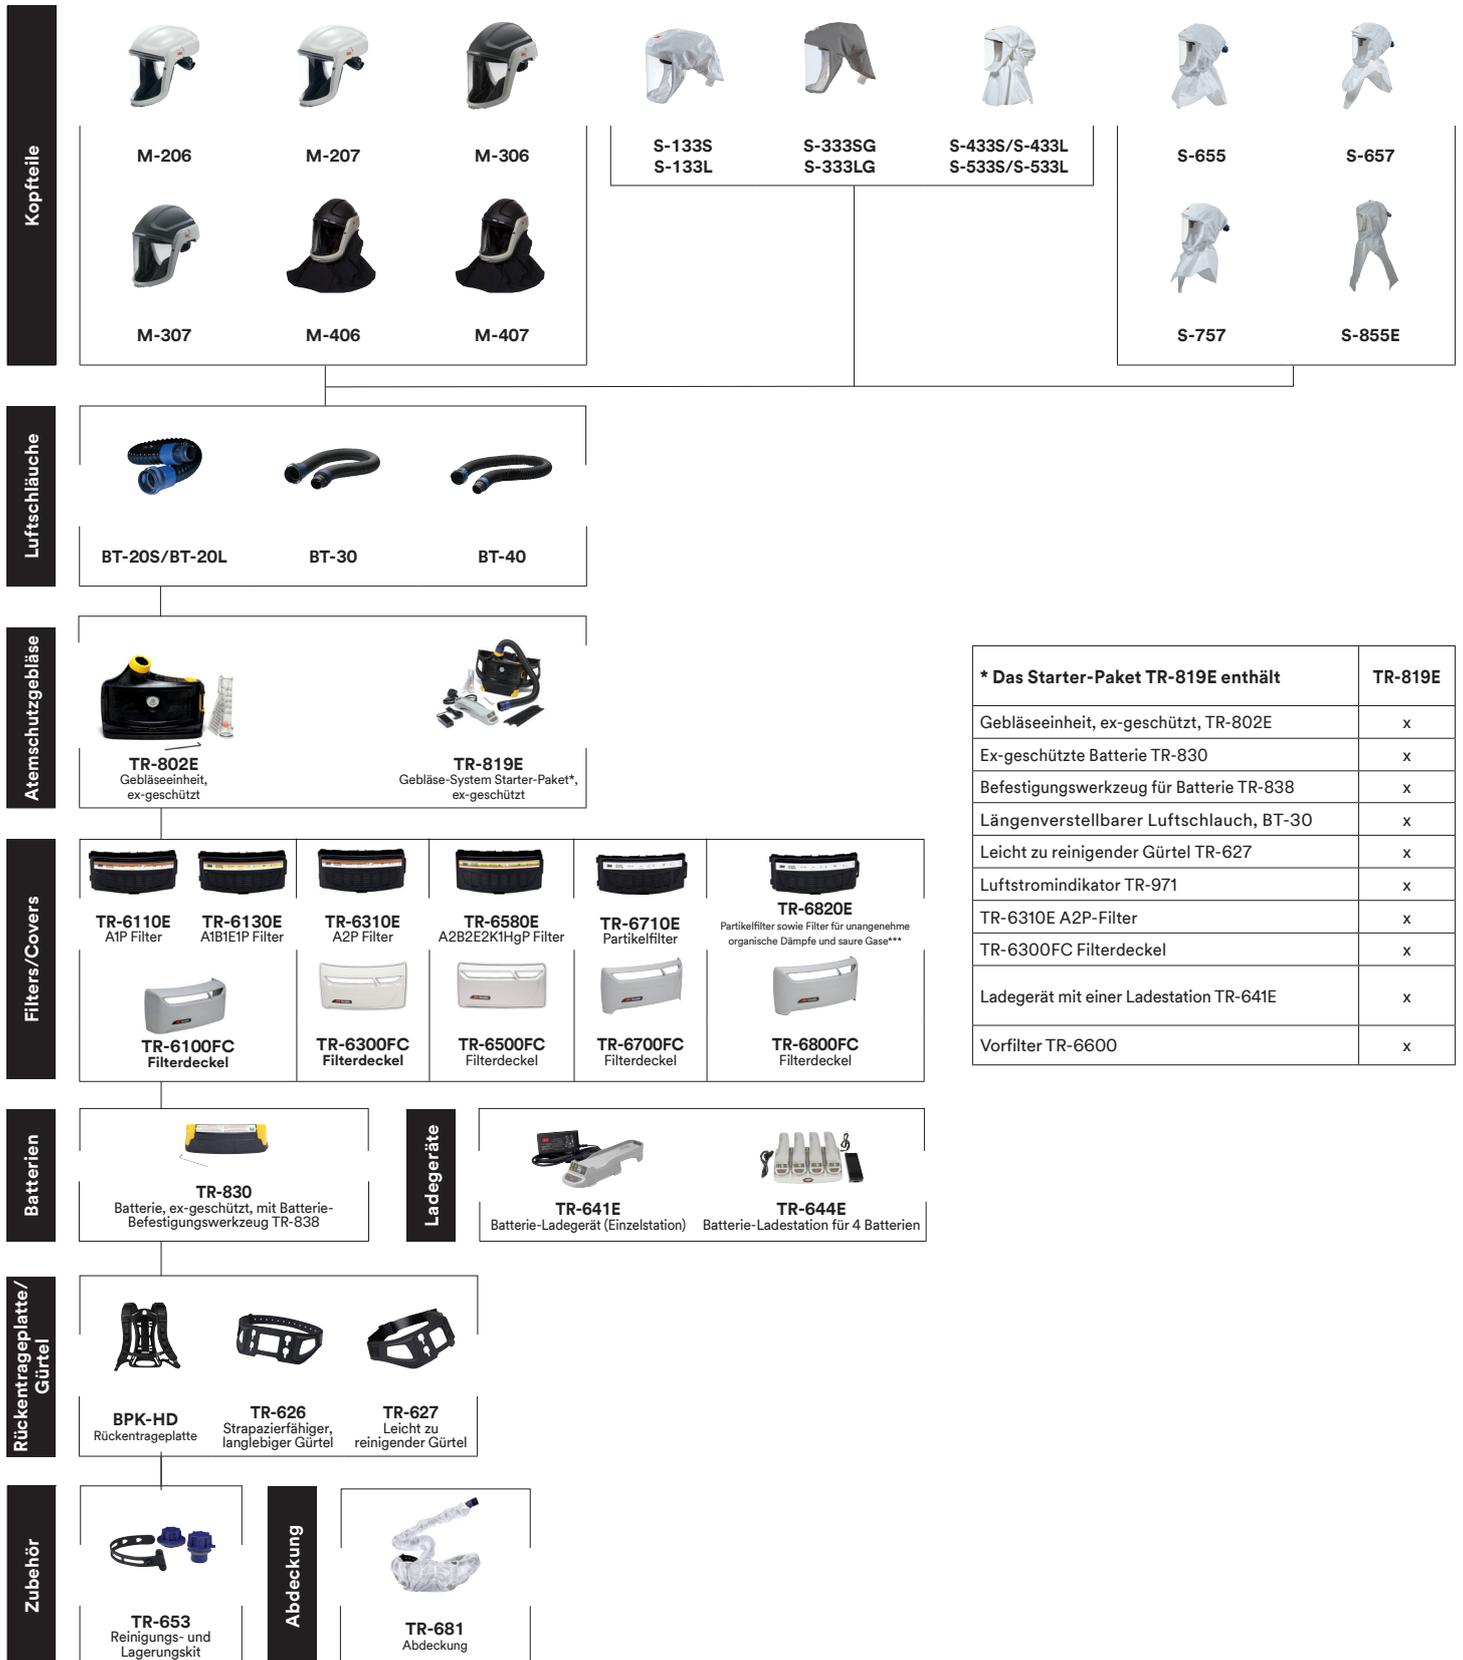 Kopfteile
M-206
M-207
M-306
M-307
M-406
M-407
S-133S
S-133L
S-333SG
S-333LG
S-433S/S-433L
S-533S/S-533L
S-655
S-657
S-757
S-855E
Luftschläuche
BT-20S/BT-20L
BT-30
BT-40
Atemschutzgebläse
TR-802E
Gebläseeinheit,
ex-geschützt
TR-819E
Gebläse-System Starter-Paket*,
ex-geschützt
* Das Starter-Paket TR-819E enthält TR-819E
Gebläseeinheit, ex-geschützt, TR-802E x
Ex-geschützte Batterie TR-830 x
Befestigungswerkzeug für Batterie TR-838 x
Längenverstellbarer Luftschlauch, BT-30 x
Leicht zu reinigender Gürtel TR-627 x
Luftstromindikator TR-971 x
TR-6310E A2P-Filter x
TR-6300FC Filterdeckel x
Ladegerät mit einer Ladestation TR-641E x
Vorfilter TR-6600 x
Filters/Covers
TR-6110E
A1P Filter
TR-6130E
A1B1E1P Filter
TR-6310E
A2P Filter
TR-6580E
A2B2E2K1HgP Filter
TR-6710E
Partikelfilter
TR-6820E
Partikelfilter sowie Filter für unangenehme
organische Dämpfe und saure Gase***
TR-6100FC
Filterdeckel
TR-6300FC
Filterdeckel
TR-6500FC
Filterdeckel
TR-6700FC
Filterdeckel
TR-6800FC
Filterdeckel
Batterien
TR-830
Batterie, ex-geschützt, mit Batterie-
Befestigungswerkzeug TR-838
Ladegeräte
TR-641E
Batterie-Ladegerät (Einzelstation)
TR-644E
Batterie-Ladestation für 4 Batterien
Rückentrageplatte/
Gürtel
BPK-HD
Rückentrageplatte
TR-626
Strapazierfähiger,
langlebiger Gürtel
TR-627
Leicht zu
reinigender Gürtel
Zubehör
TR-653
Reinigungs- und
Lagerungskit
Abdeckung
TR-681
Abdeckung